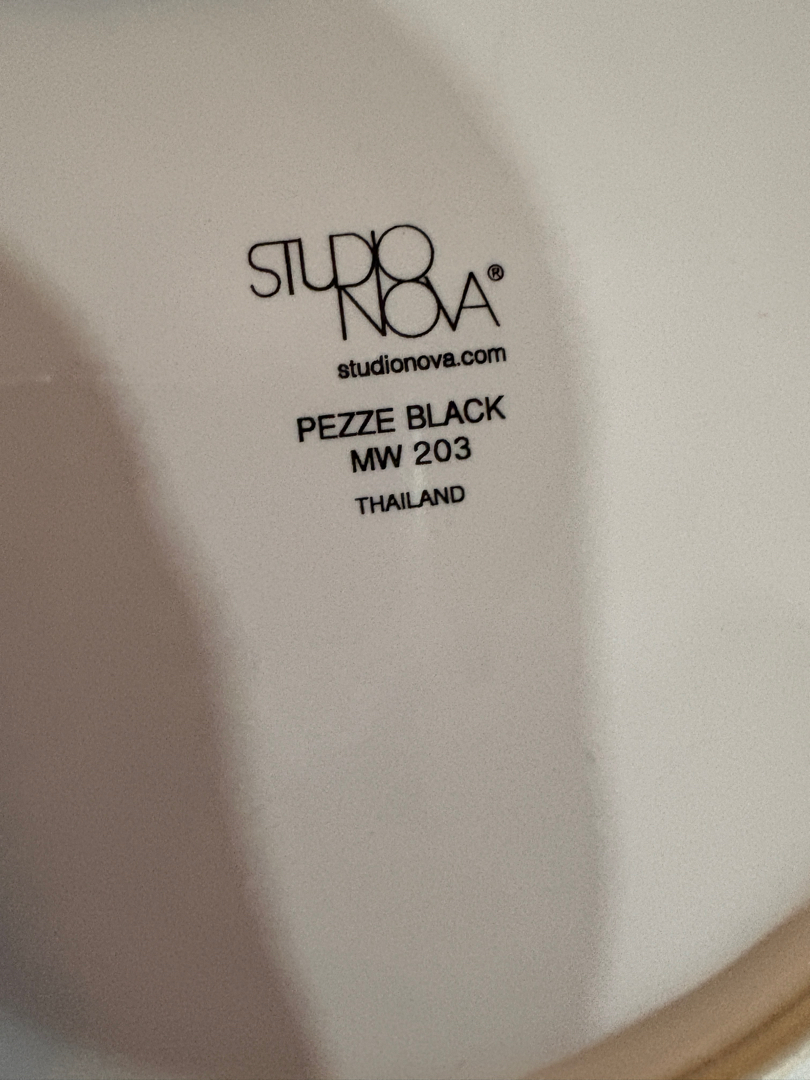 STUDIO
NOVA®
studionova.com
PEZZE BLACK
MW 203
THAILAND